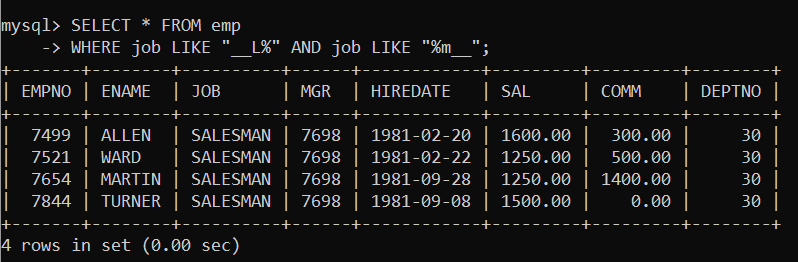 mysql> SELECT * FROM emp
    -> WHERE job LIKE "__L%" AND job LIKE "%m__";
+-------+--------+----------+------+------------+---------+---------+--------+
| EMPNO | ENAME  | JOB      | MGR  | HIREDATE   | SAL     | COMM    | DEPTNO |
+-------+--------+----------+------+------------+---------+---------+--------+
|  7499 | ALLEN  | SALESMAN | 7698 | 1981-02-20 | 1600.00 |  300.00 |     30 |
|  7521 | WARD   | SALESMAN | 7698 | 1981-02-22 | 1250.00 |  500.00 |     30 |
|  7654 | MARTIN | SALESMAN | 7698 | 1981-09-28 | 1250.00 | 1400.00 |     30 |
|  7844 | TURNER | SALESMAN | 7698 | 1981-09-08 | 1500.00 |    0.00 |     30 |
+-------+--------+----------+------+------------+---------+---------+--------+
4 rows in set (0.00 sec)